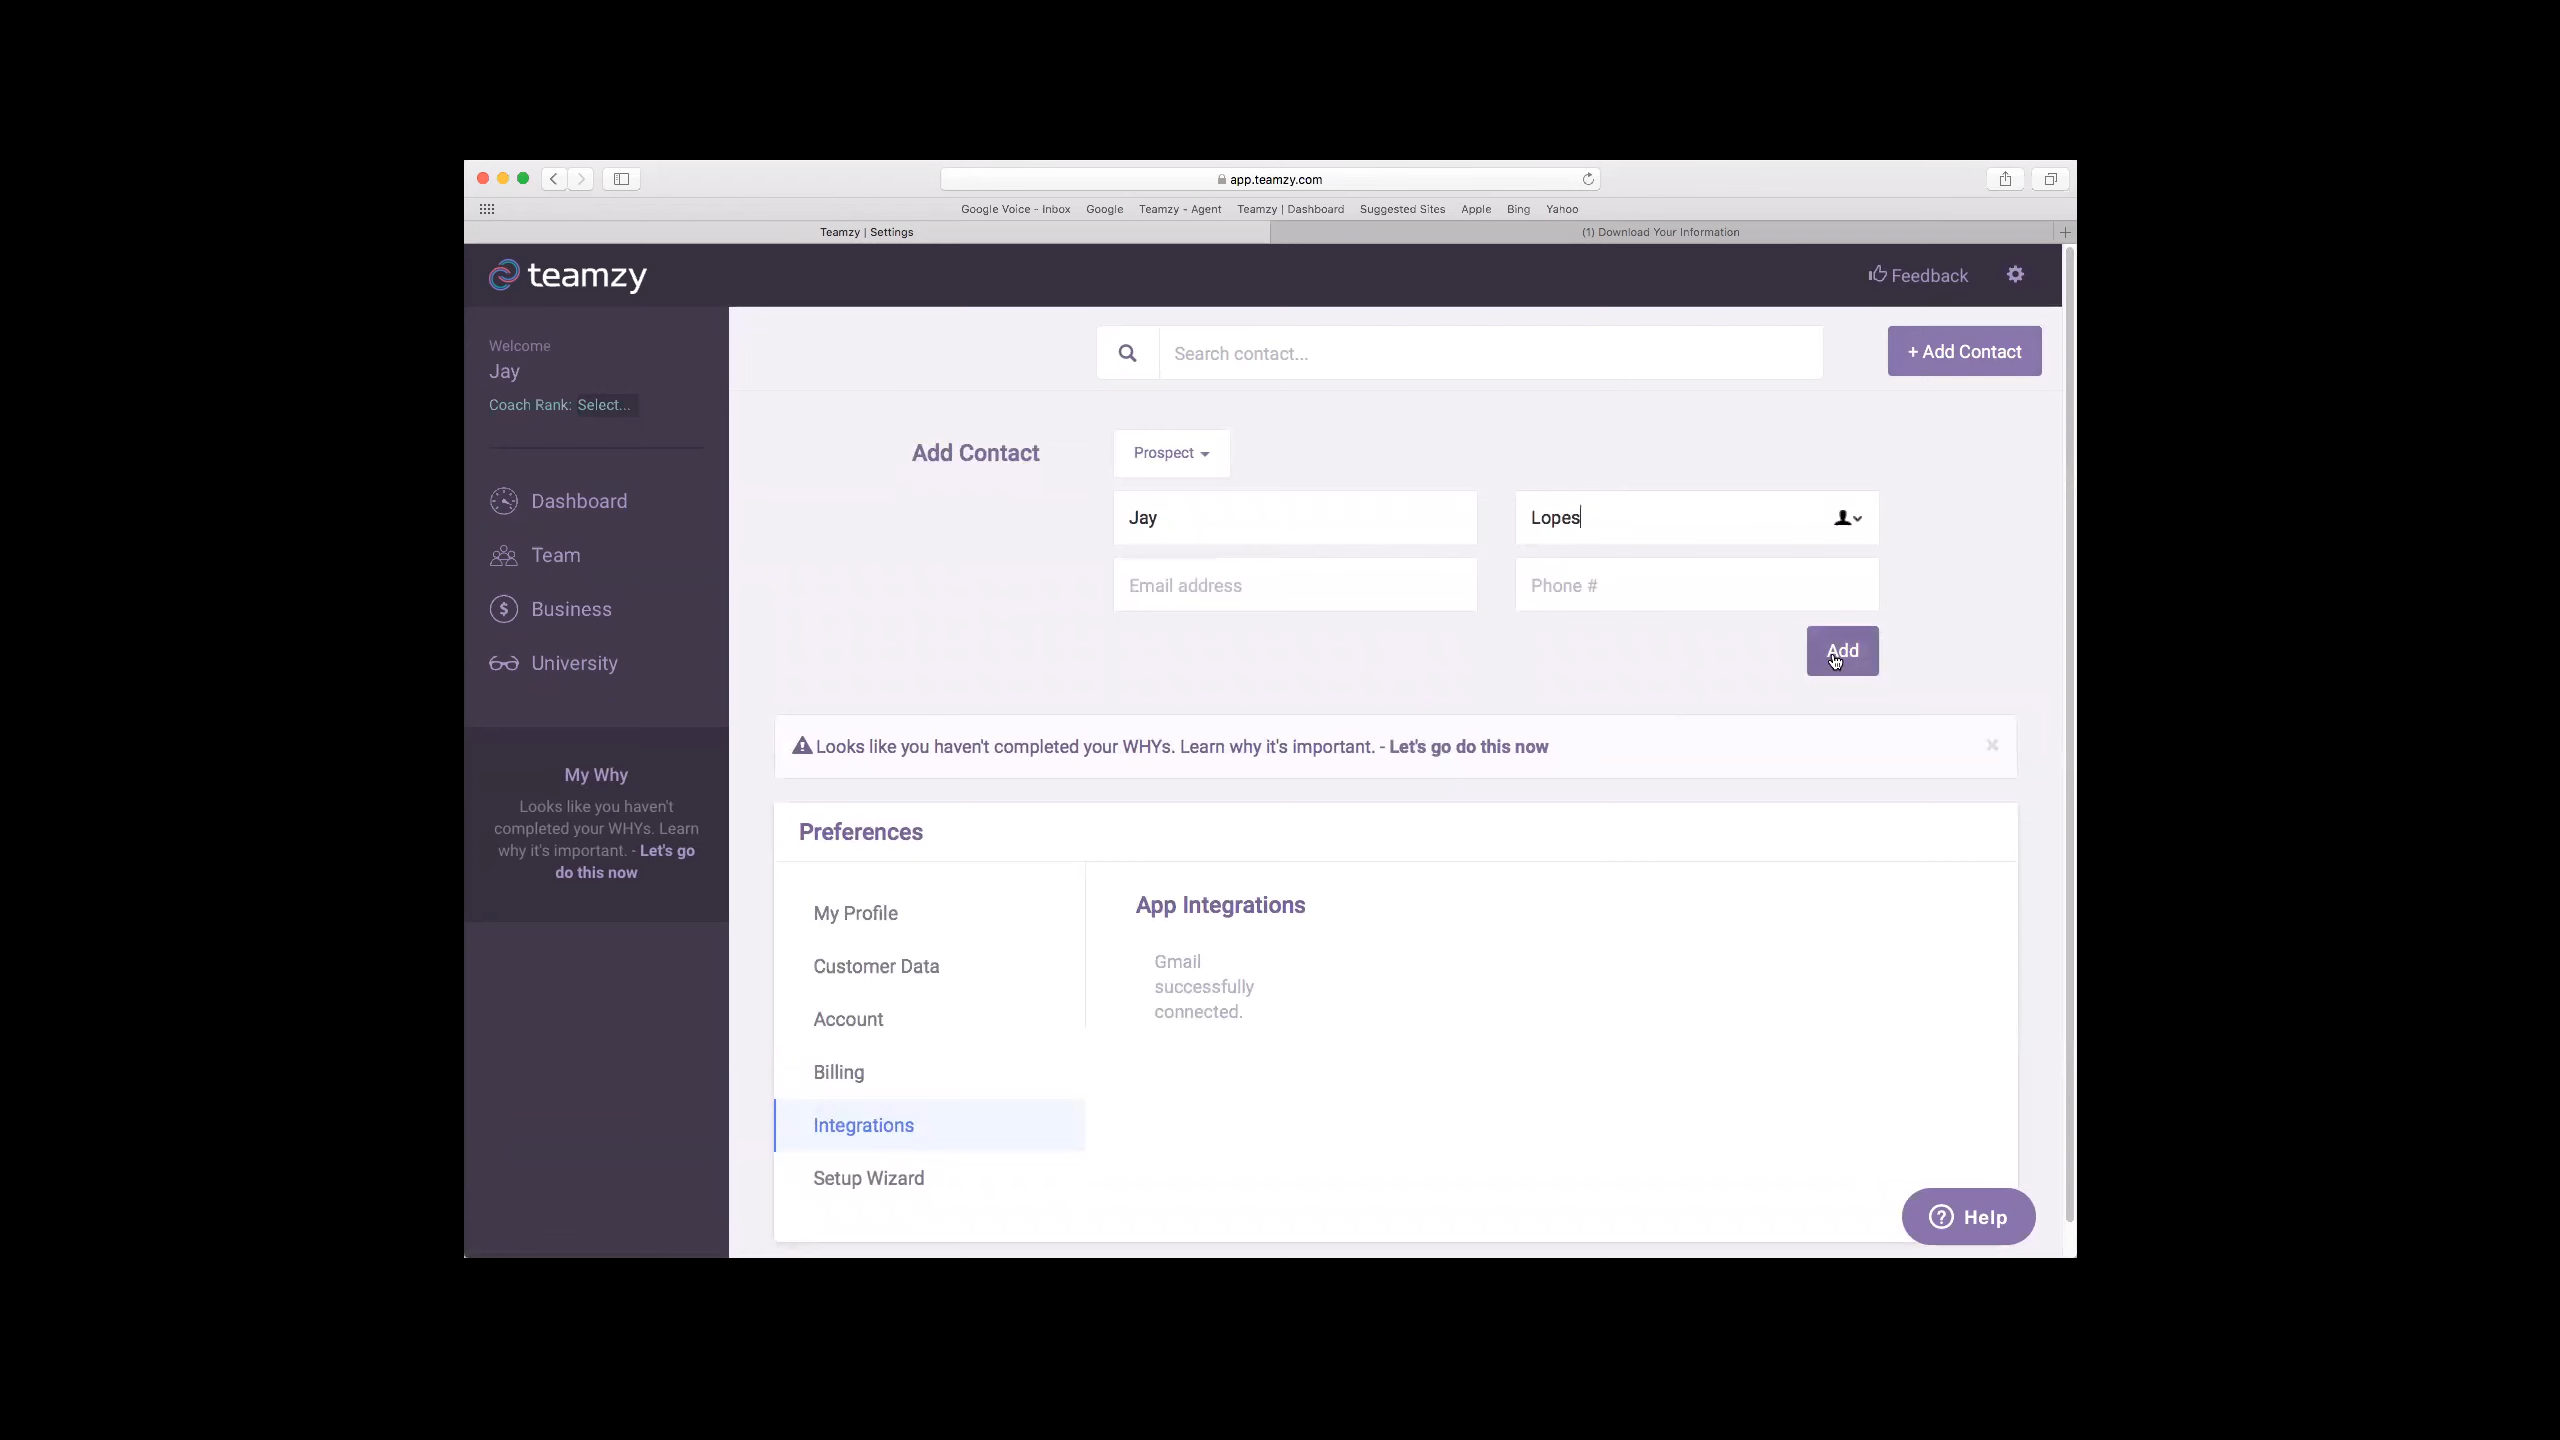 app.teamzy.com
Google Voice - Inbox Google Teamzy - Agent Teamzy | Dashboard Suggested Sites Apple Bing Yahoo
Teamzy | Settings (1) Download Your Information
teamzy Feedback
Welcome
Jay
Coach Rank: Select...
Search contact...
+ Add Contact
Add Contact
Prospect
Jay
Lopes
Email address
Phone #
Add
Dashboard
Team
Business
University
My Why
Looks like you haven't
completed your WHYs. Learn
why it's important. - Let's go
do this now
Looks like you haven't completed your WHYs. Learn why it's important. - Let's go do this now
Preferences
My Profile
Customer Data
Account
Billing
Integrations
Setup Wizard
App Integrations
Gmail
successfully
connected.
Help